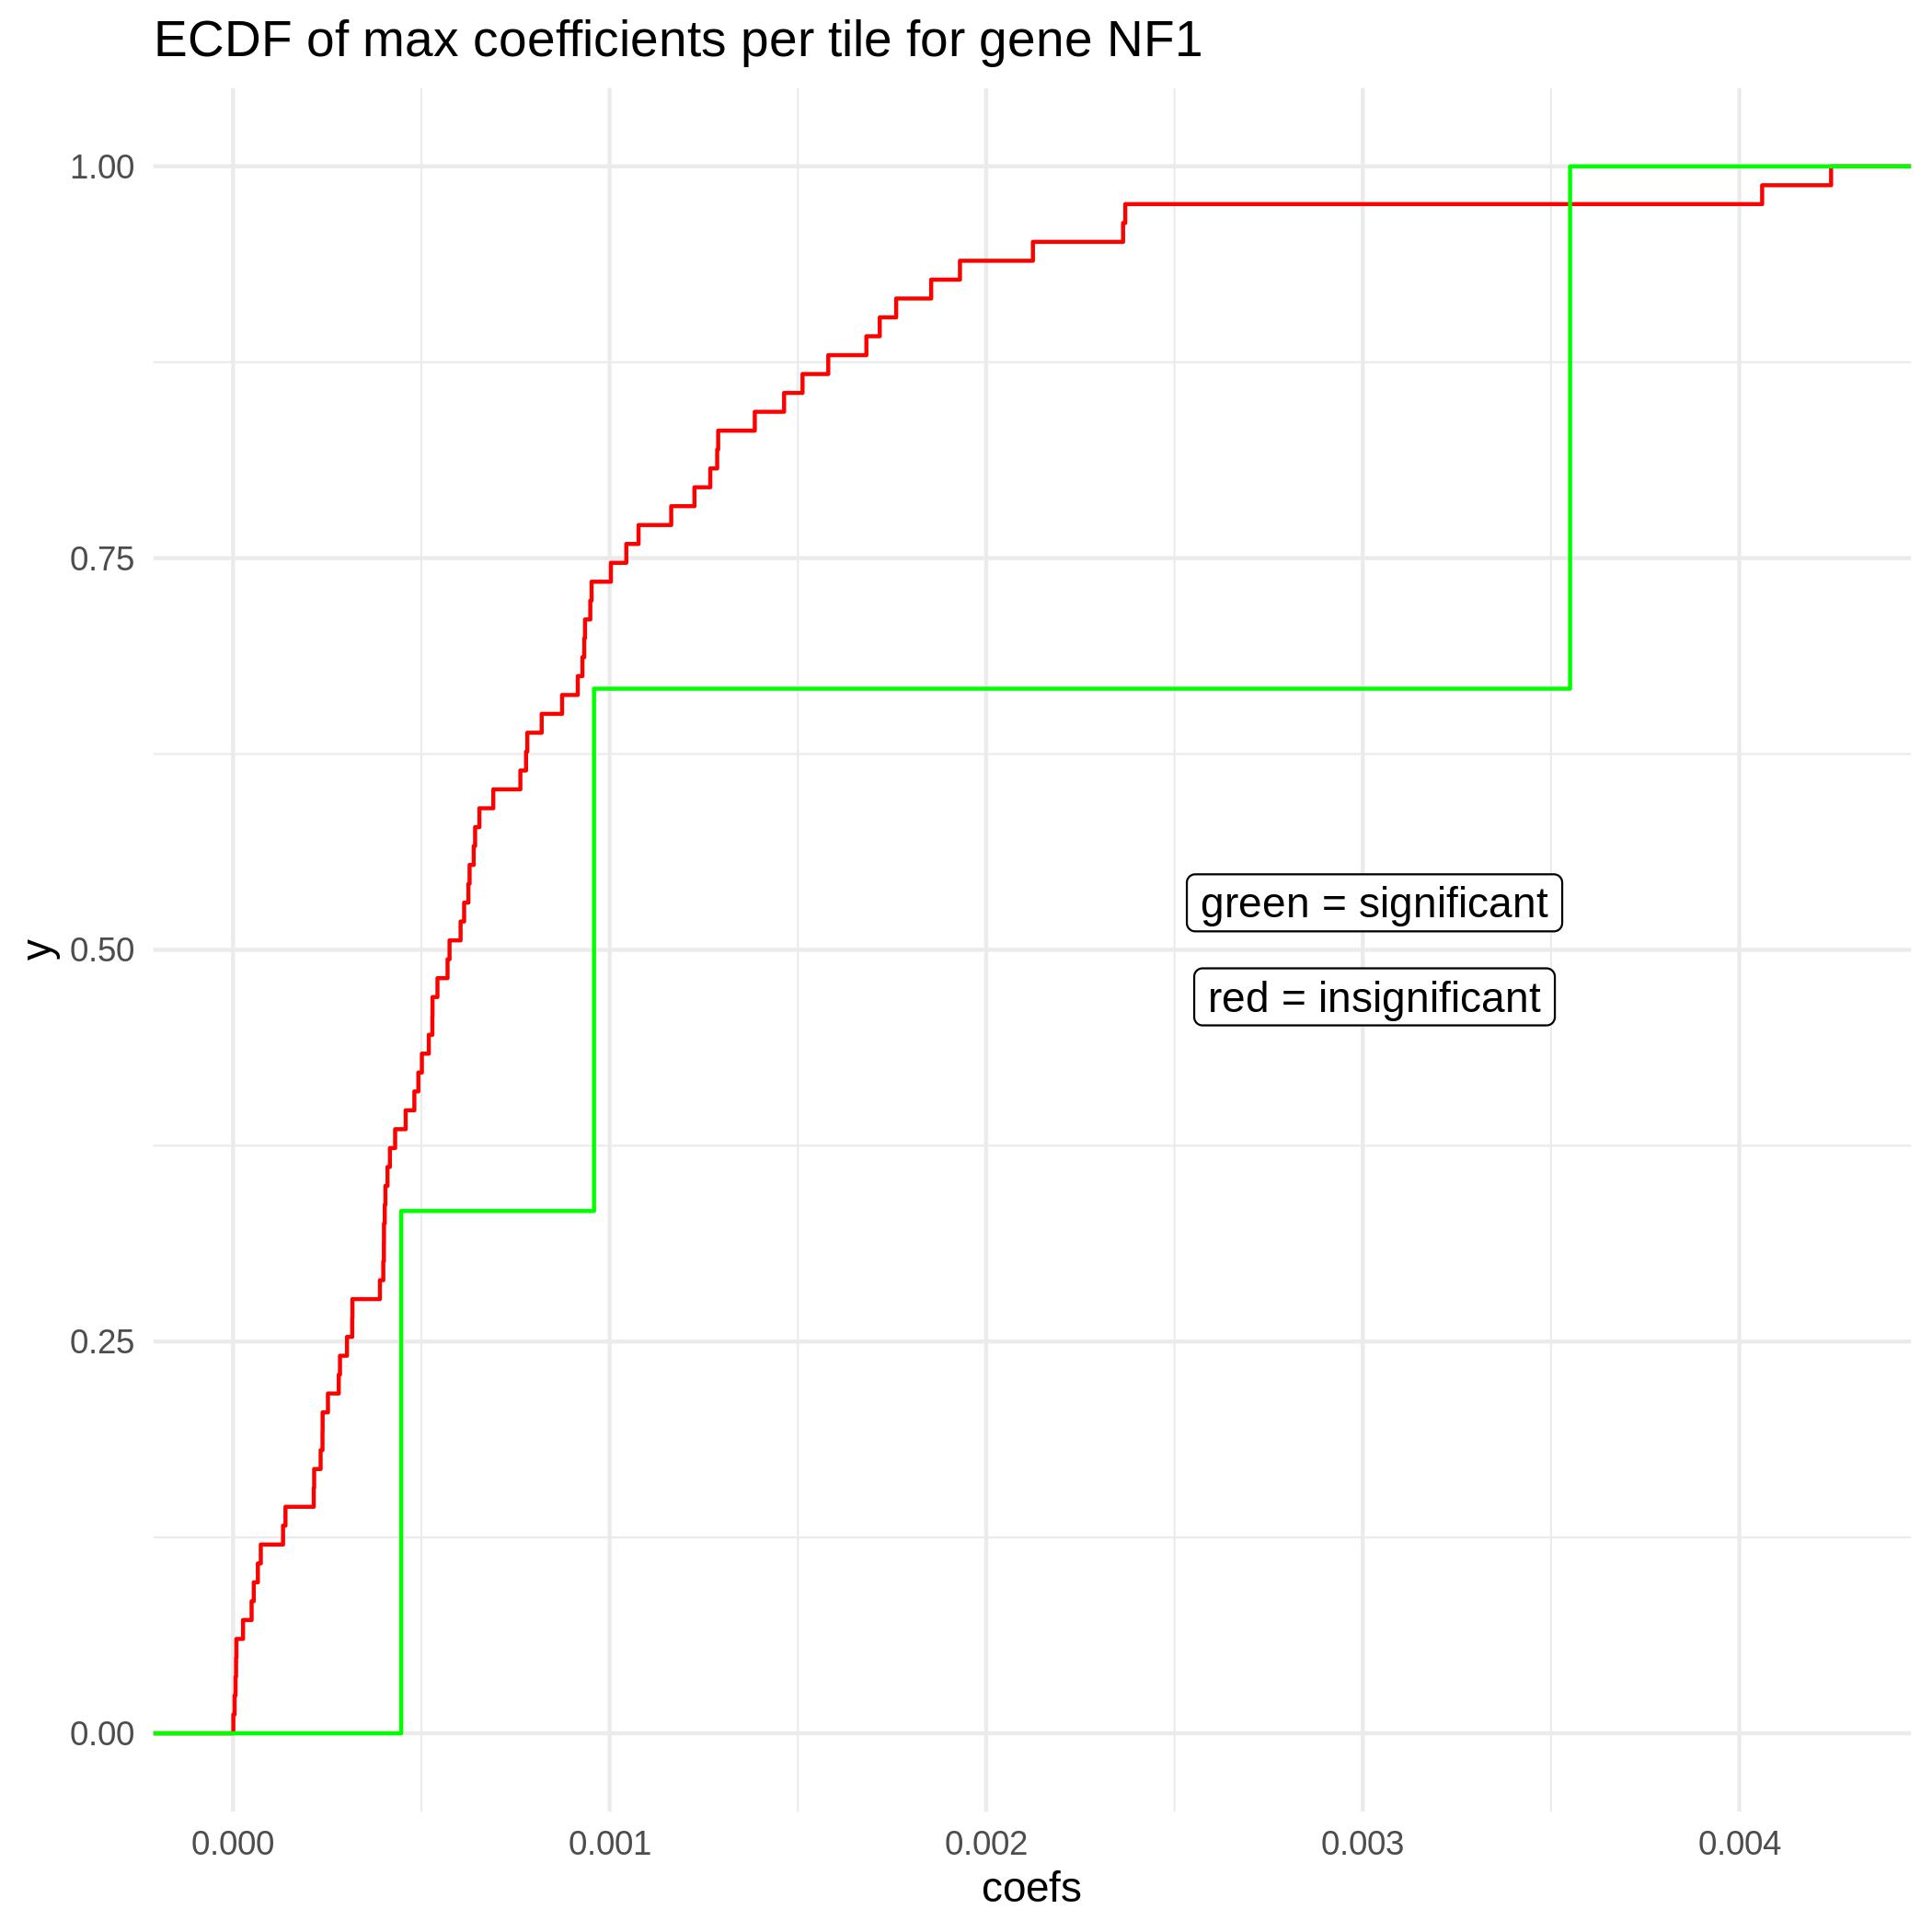 ECDF of max coefficients per tile for gene NF1
1.00
0.75
0.50
0.25
0.00
y
green = significant
red = insignificant
0.000 0.001 0.002 0.003 0.004
coefs